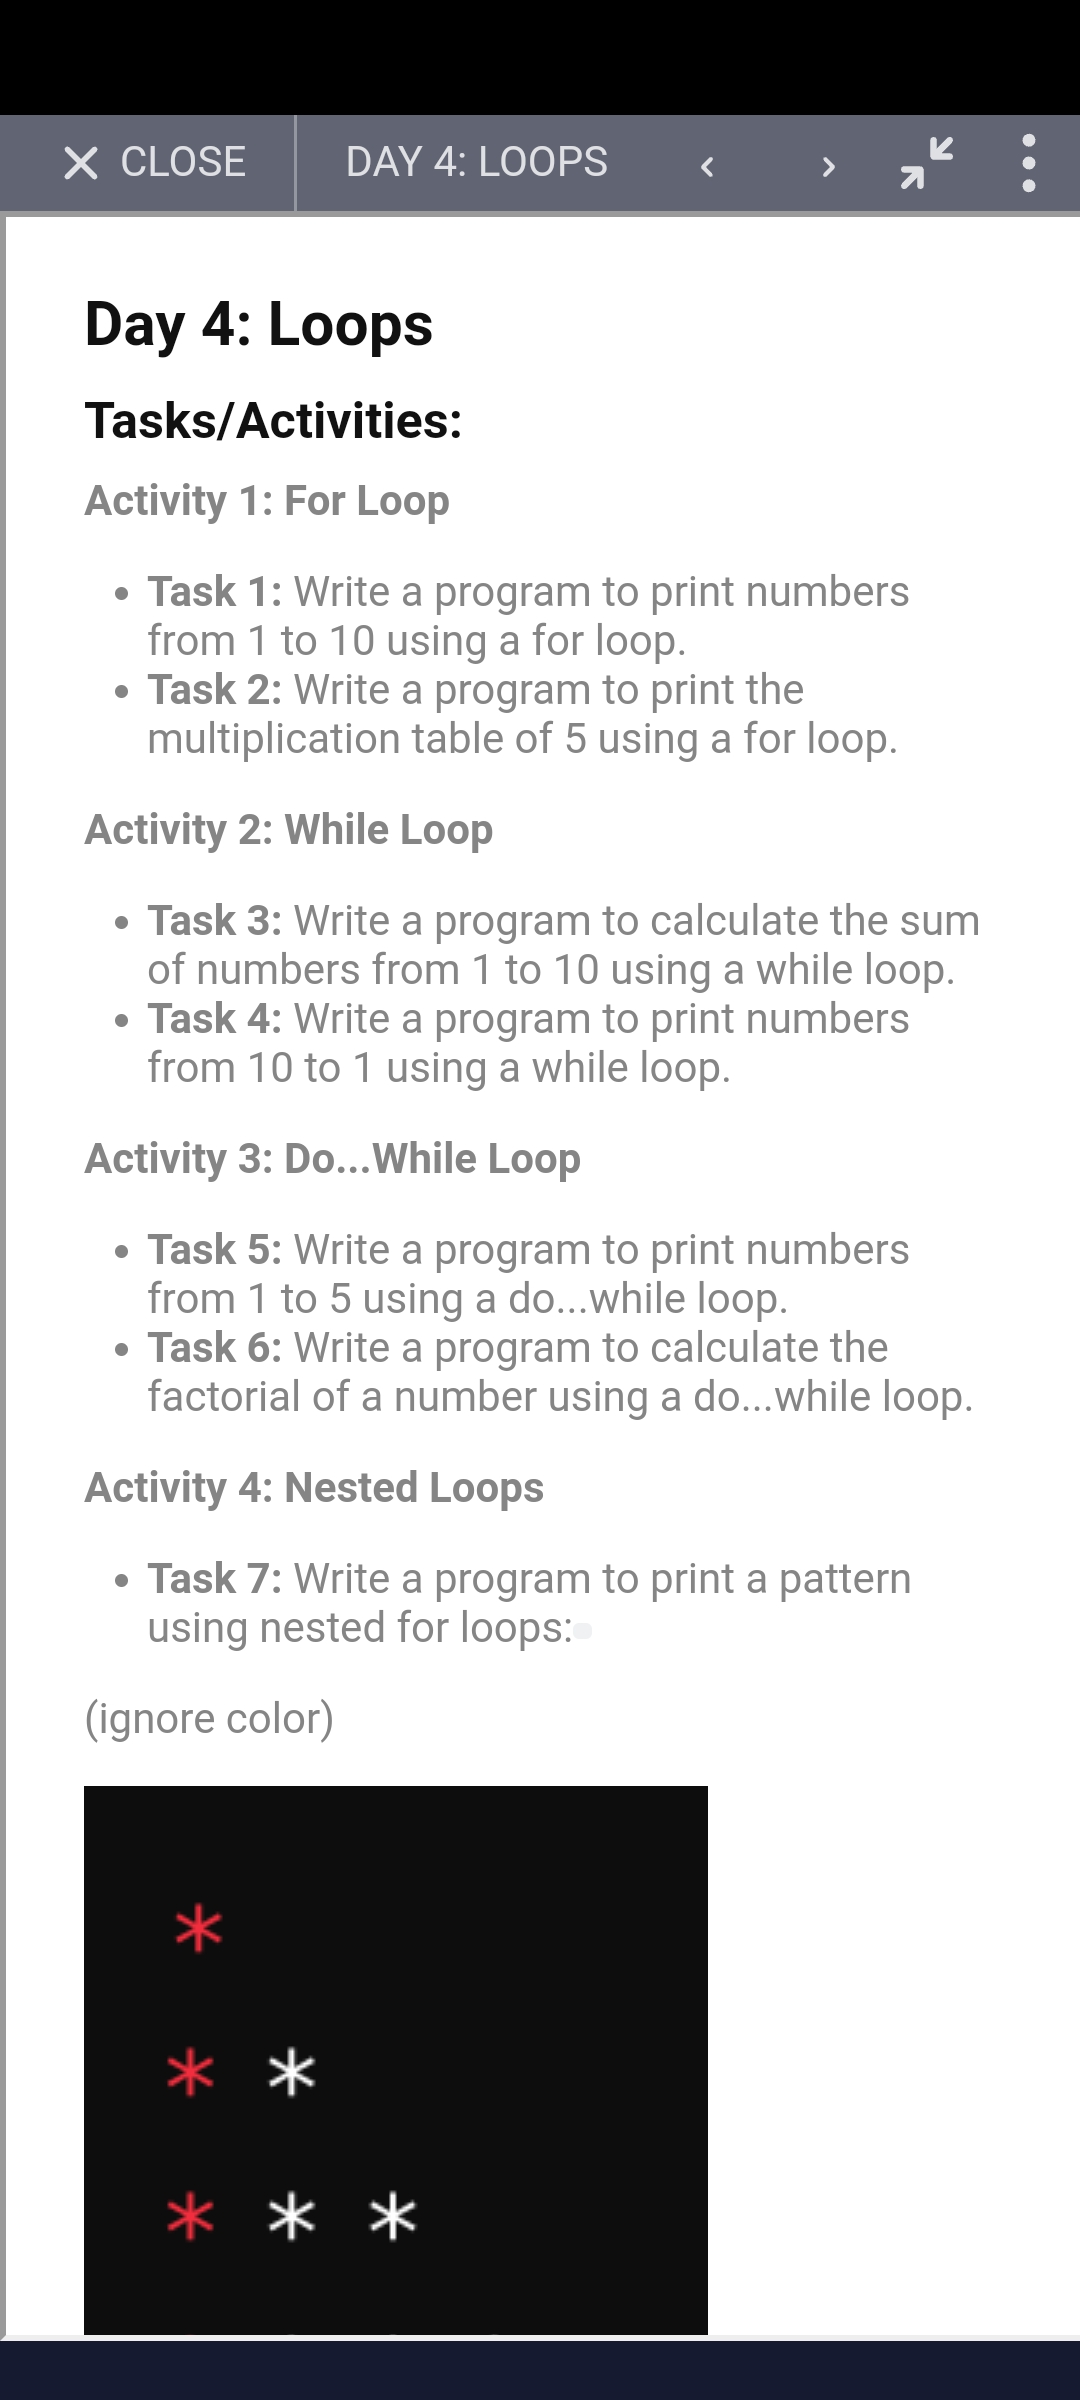 CLOSE
DAY 4: LOOPS
Day 4: Loops
Tasks/Activities:
Activity 1: For Loop
• Task 1: Write a program to print numbers
from 1 to 10 using a for loop.
• Task 2: Write a program to print the
multiplication table of 5 using a for loop.
Activity 2: While Loop
• Task 3: Write a program to calculate the sum
of numbers from 1 to 10 using a while loop.
• Task 4: Write a program to print numbers
from 10 to 1 using a while loop.
Activity 3: Do...While Loop
• Task 5: Write a program to print numbers
from 1 to 5 using a do...while loop.
• Task 6: Write a program to calculate the
factorial of a number using a do...while loop.
Activity 4: Nested Loops
• Task 7: Write a program to print a pattern
using nested for loops:
(ignore color)
*
* *
* * *